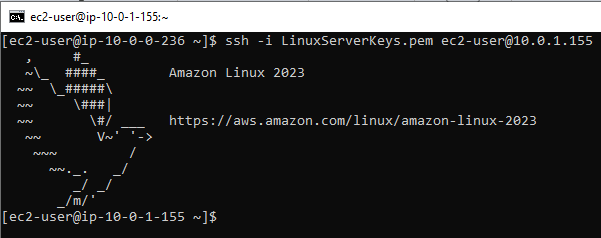 ec2-user@ip-10-0-1-155:~
[ec2-user@ip-10-0-0-236 ~]$ ssh -i LinuxServerKeys.pem ec2-user@10.0.1.155
   ,     #_
   ~\_  ####_        Amazon Linux 2023
  ~~  \_#####\
  ~~     \###|
  ~~       \#/ ___   https://aws.amazon.com/linux/amazon-linux-2023
   ~~       V~' '->
    ~~~         /
      ~~._.   _/
         _/ _/
       _/m/'
[ec2-user@ip-10-0-1-155 ~]$